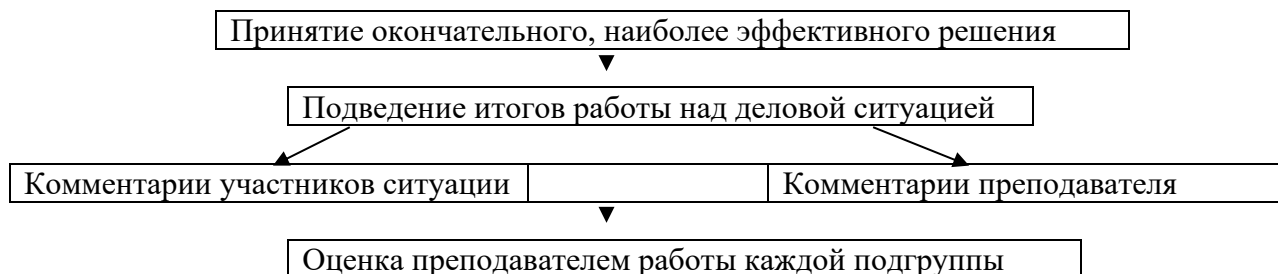 Принятие окончательного, наиболее эффективного решения
Подведение итогов работы над деловой ситуацией
Комментарии участников ситуации
Комментарии преподавателя
Оценка преподавателем работы каждой подгруппы